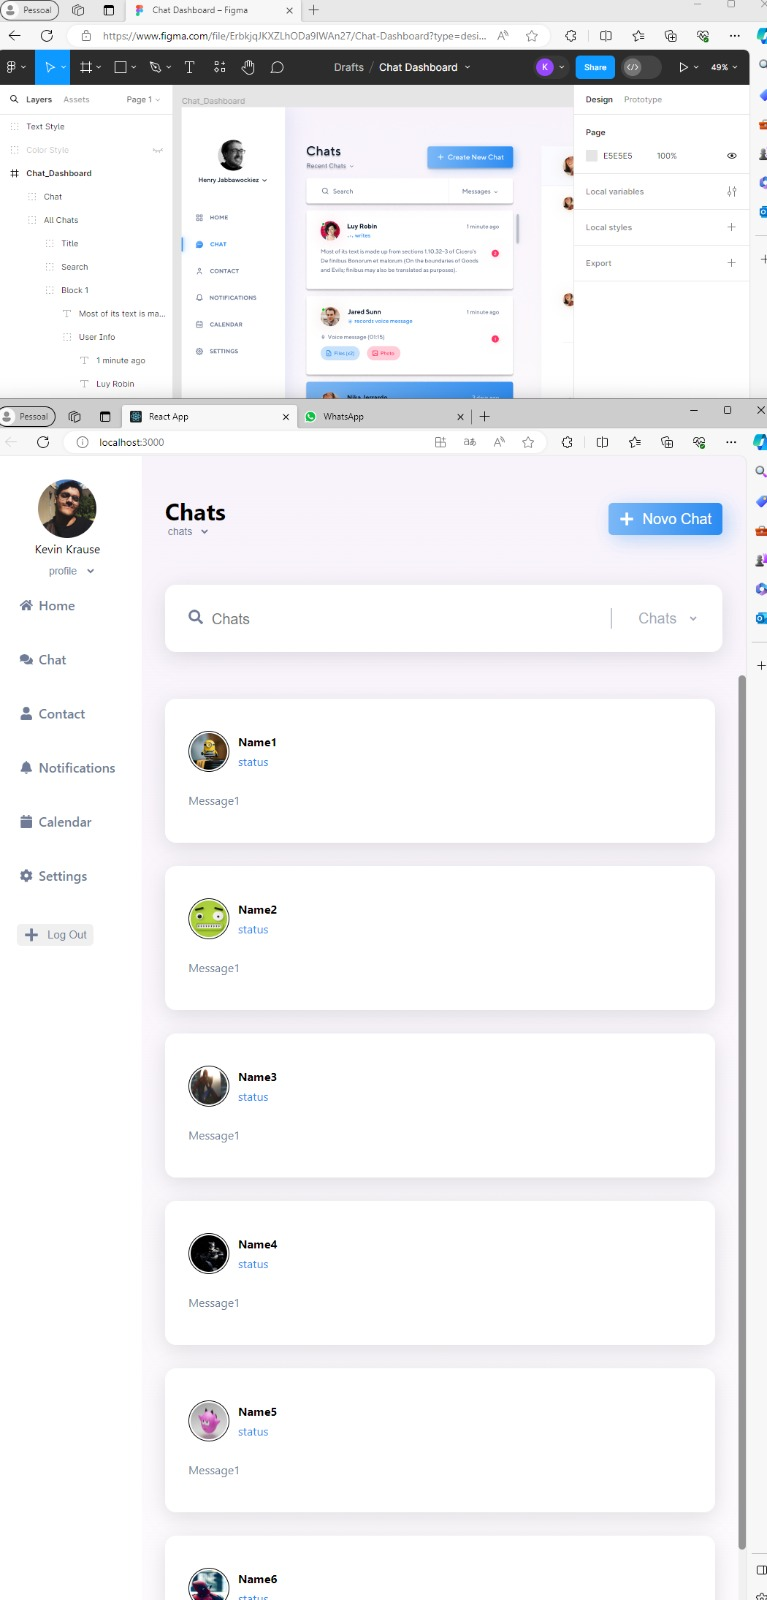 Pessoal
Chat Dashboard – Figma
https://www.figma.com/file/ErbkjqJKXZLhODa9IWAn27/Chat-Dashboard?type=desi...
Drafts / Chat Dashboard
K
Share
49%
Layers
Assets
Page 1
Text Style
Color Style
Chat_Dashboard
Chat
All Chats
Title
Search
Block 1
Most of its text is ma...
User Info
1 minute ago
Luy Robin
Chat_Dashboard
Henry Jabbawockiez
HOME
CHAT
CONTACT
NOTIFICATIONS
CALENDAR
SETTINGS
Chats
Recent Chats
Create New Chat
Search
Messages
Luy Robin
1 minute ago
... writes
Most of its text is made up from sections 1.10.32–3 of Cicero's
De finibus bonorum et malorum (On the boundaries of Goods
and Evils; finibus may also be translated as purposes).
Jared Sunn
1 minute ago
records voice message
Voice message (01:15)
Files (x2)
Photo
Nika Jerrardo
Design
Prototype
Page
E5E5E5
100%
Local variables
Local styles
Export
Pessoal
React App
WhatsApp
localhost:3000
Kevin Krause
profile
Home
Chat
Contact
Notifications
Calendar
Settings
Log Out
Chats
chats
Novo Chat
Chats
Chats
Name1
status
Message1
Name2
status
Message1
Name3
status
Message1
Name4
status
Message1
Name5
status
Message1
Name6
status